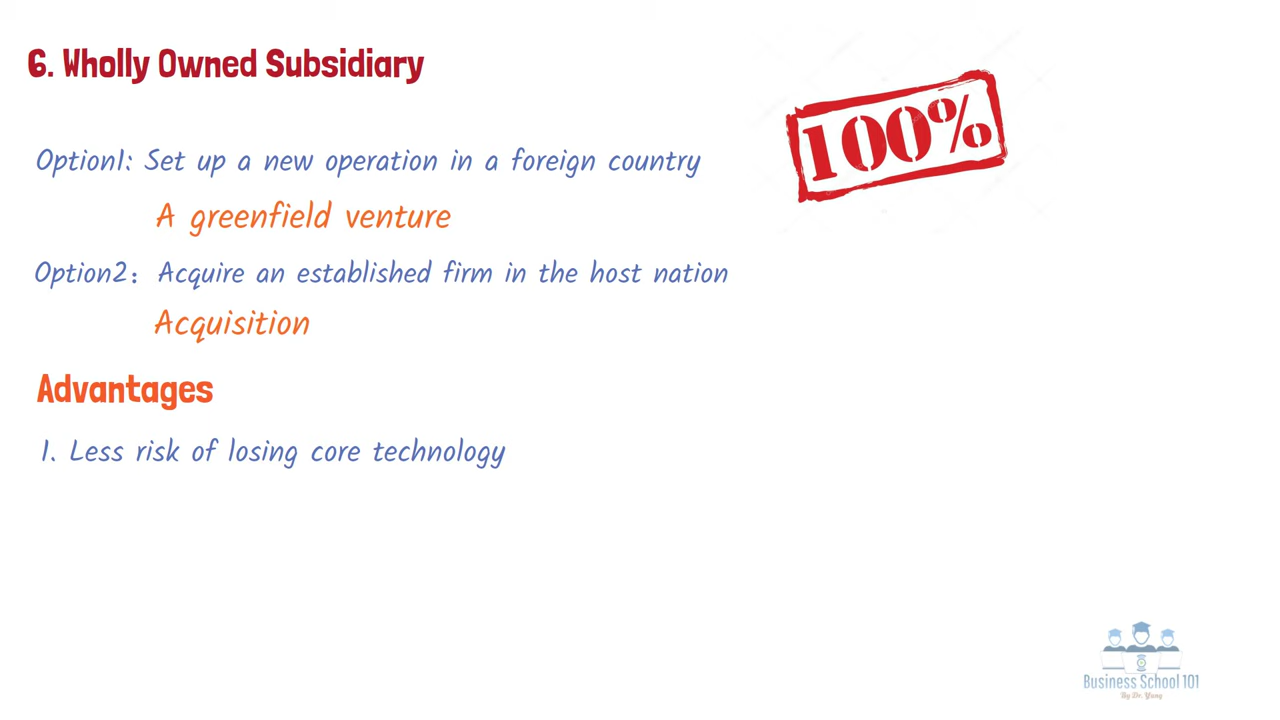 6. Wholly Owned Subsidiary
100%
Option1: Set up a new operation in a foreign country
A greenfield venture
Option2：Acquire an established firm in the host nation
Acquisition
Advantages
1. Less risk of losing core technology
Business School 101
By Dr. Yang